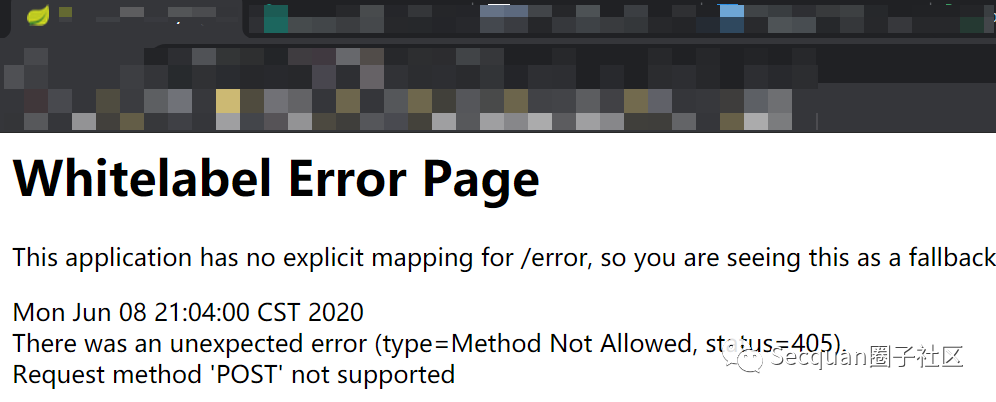 Whitelabel Error Page
This application has no explicit mapping for /error, so you are seeing this as a fallback
Mon Jun 08 21:04:00 CST 2020
There was an unexpected error (type=Method Not Allowed, status=405).
Request method 'POST' not supported
Secquan圈子社区